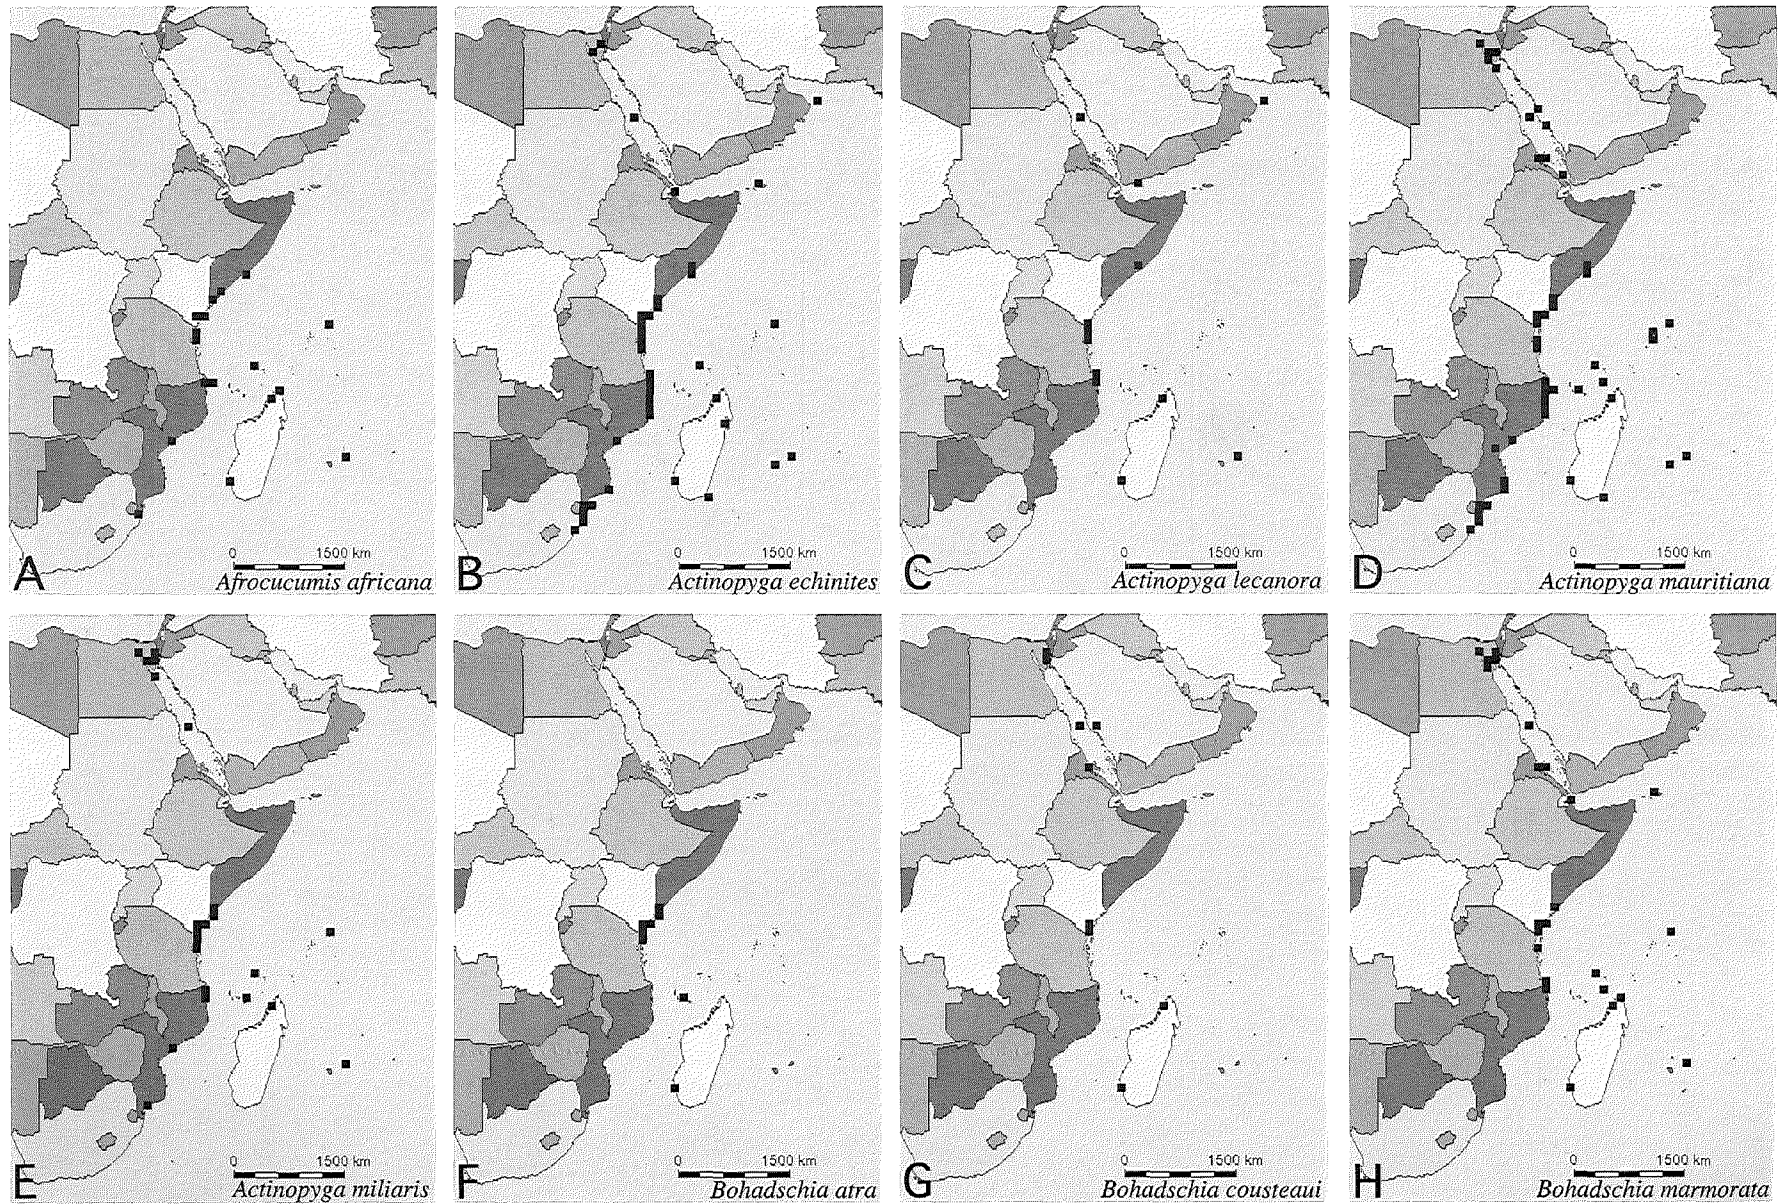 0 1500 km
A Afrocucumis africana
0 1500 km
B Actinopyga echinites
0 1500 km
C Actinopyga lecanora
0 1500 km
D Actinopyga mauritiana
0 1500 km
E Actinopyga miliaris
0 1500 km
F Bohadschia atra
0 1500 km
G Bohadschia cousteaui
0 1500 km
H Bohadschia marmorata